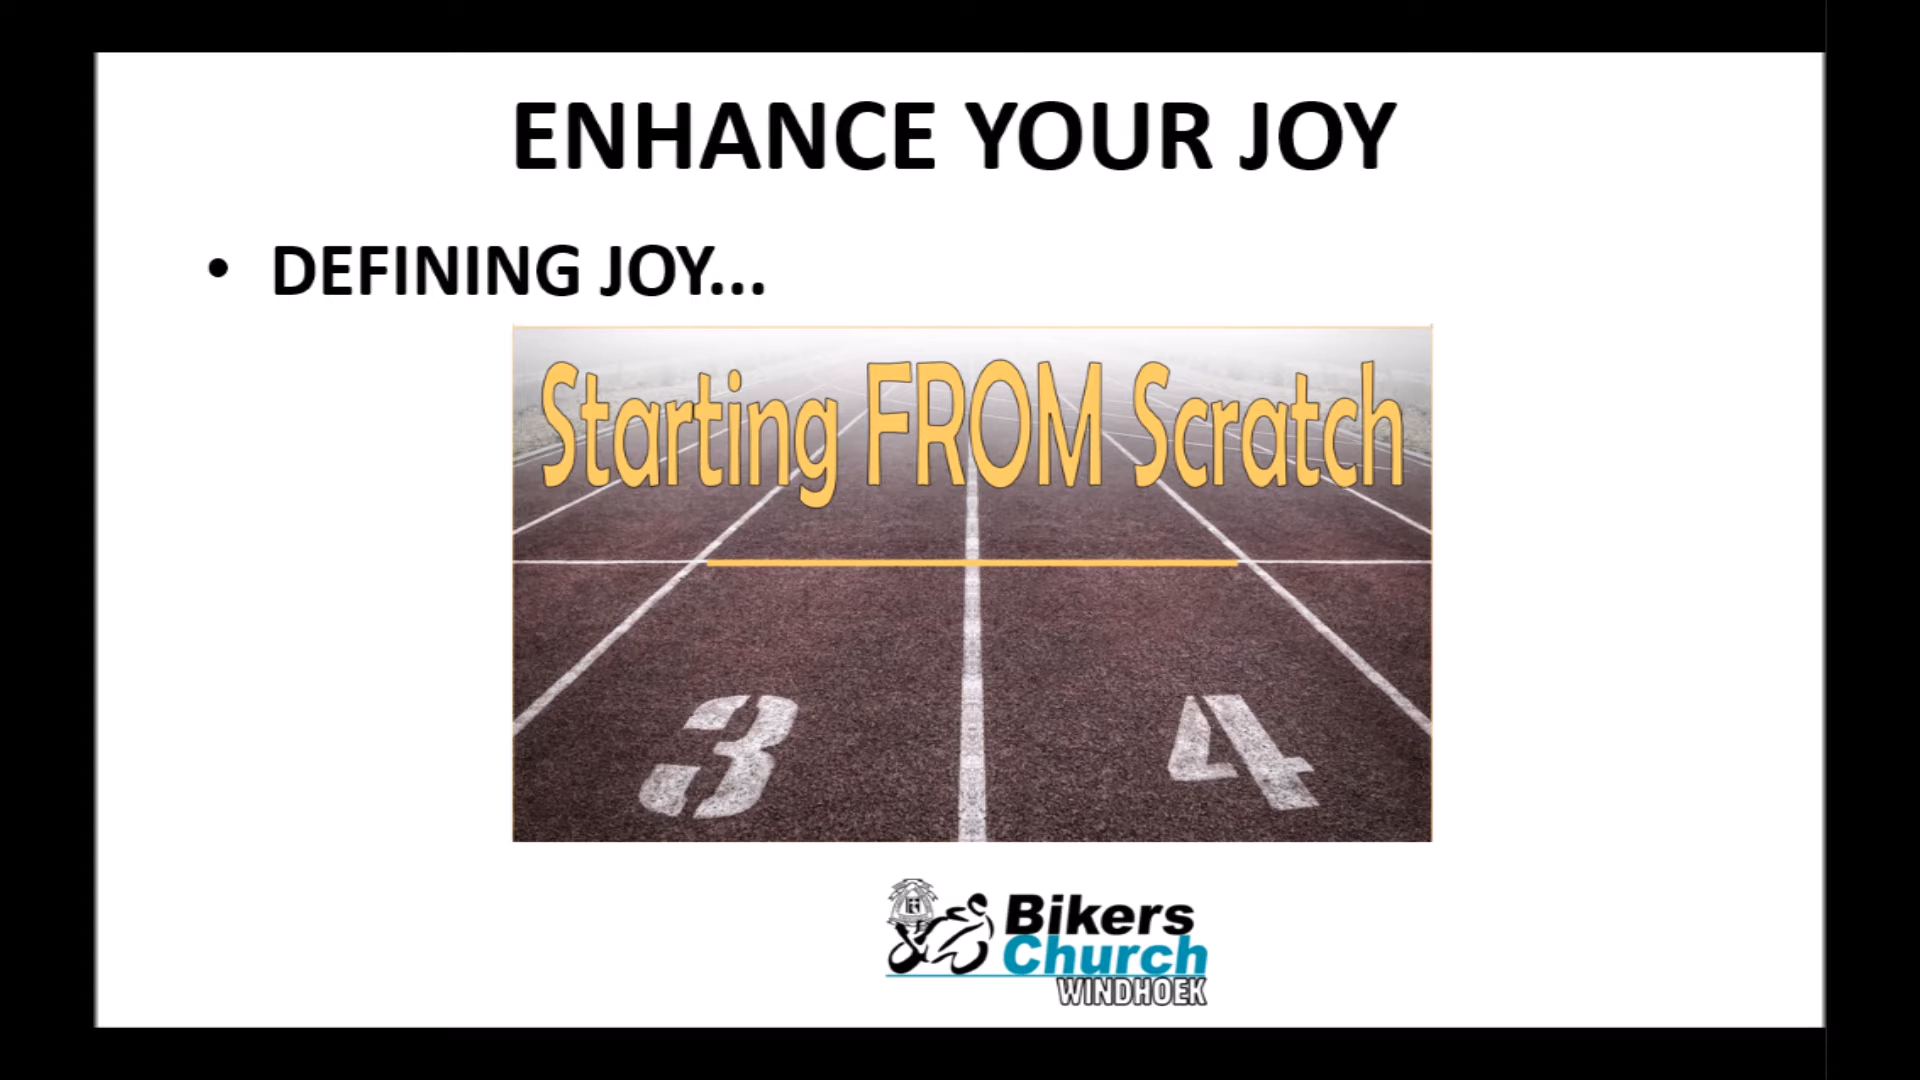 ENHANCE YOUR JOY
• DEFINING JOY...
Starting FROM Scratch
3 4
Bikers
Church
WINDHOEK